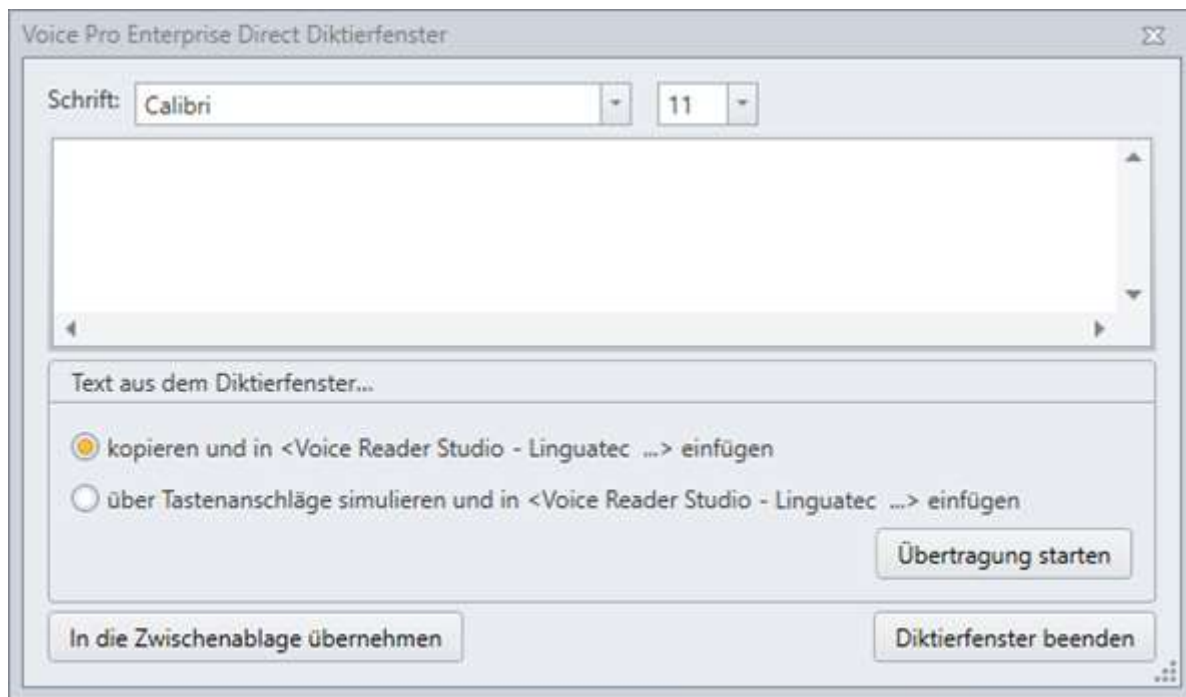 Voice Pro Enterprise Direct Diktierfenster
Schrift: Calibri 11
Text aus dem Diktierfenster...
kopieren und in <Voice Reader Studio - Linguatec ...> einfügen
über Tastenanschläge simulieren und in <Voice Reader Studio - Linguatec ...> einfügen
Übertragung starten
In die Zwischenablage übernehmen Diktierfenster beenden